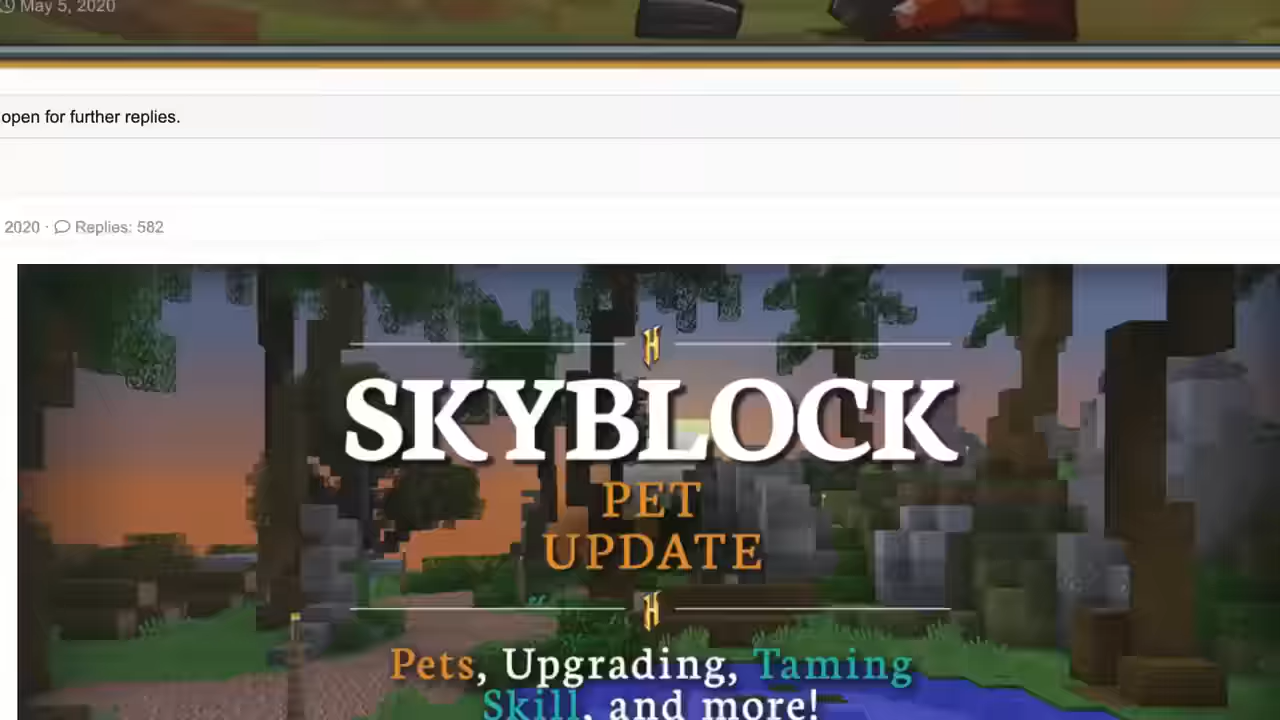 May 5, 2020
open for further replies.
2020 · Replies: 582
H
SKYBLOCK
PET
UPDATE
H
Pets, Upgrading, Taming
Skill, and more!